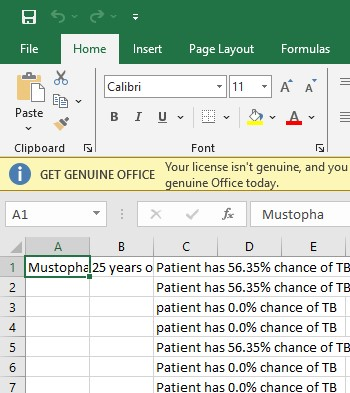 File Home Insert Page Layout Formulas
Calibri 11 A A
Paste B I U A
Clipboard Font
GET GENUINE OFFICE Your license isn't genuine, and you
genuine Office today.
A1 fx Mustopha
A B C D E
1 Mustopha 25 years o Patient has 56.35% chance of TB
2 Patient has 56.35% chance of TB
3 patient has 0.0% chance of TB
4 patient has 0.0% chance of TB
5 Patient has 56.35% chance of TB
6 Patient has 0.0% chance of TB
7 Patient has 0.0% chance of TB